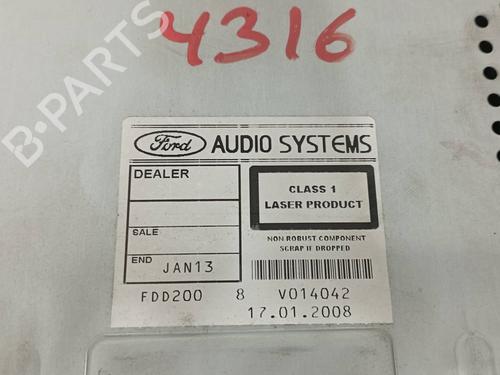 4316
B-PARTS
Ford AUDIO SYSTEMS
DEALER
SALE
END JAN13
CLASS 1
LASER PRODUCT
NON ROBUST COMPONENT
SCRAP IF DROPPED
FDD200 8 V014042
17.01.2008